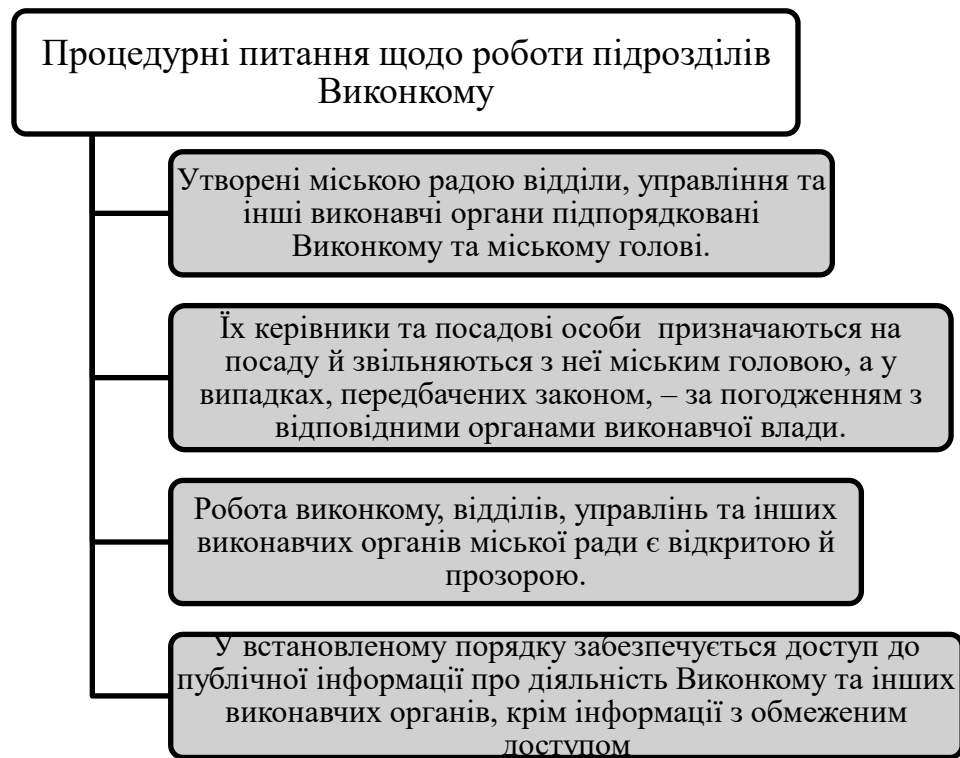 Процедурні питання щодо роботи підрозділів
Виконкому
Утворені міською радою відділи, управління та
інші виконавчі органи підпорядковані
Виконкому та міському голові.
Їх керівники та посадові особи призначаються на
посаду й звільняються з неї міським головою, а у
випадках, передбачених законом, – за погодженням з
відповідними органами виконавчої влади.
Робота виконкому, відділів, управлінь та інших
виконавчих органів міської ради є відкритою й
прозорою.
У встановленому порядку забезпечується доступ до
публічної інформації про діяльність Виконкому та інших
виконавчих органів, крім інформації з обмеженим
доступом